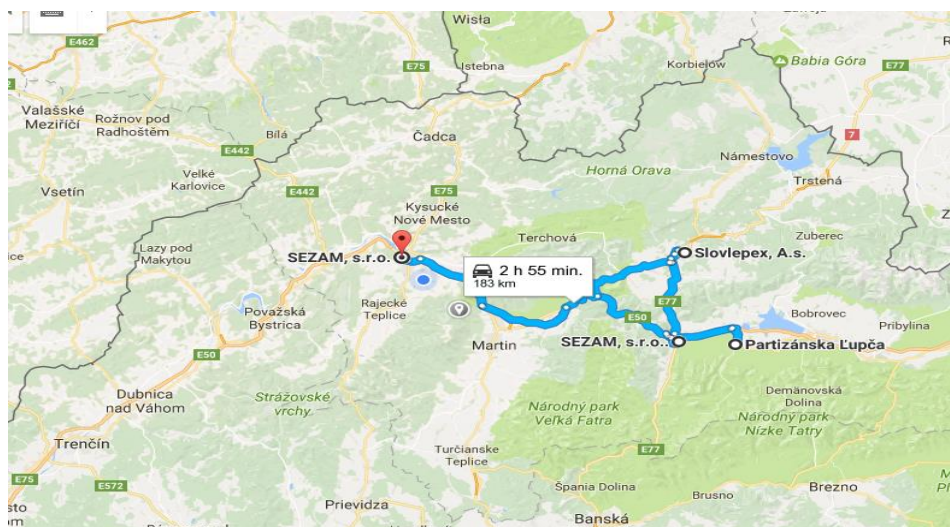 Wisła
E462
E75
Istebna
Korbielów
Babia Góra
E77
Valašské
Meziříčí
Rožnov pod
Radhoštěm
Bílá
Čadca
7
E442
Námestovo
Vsetín
Velké
Karlovice
E442
E75
Horná Orava
Trstená
Kysucké
Nové Mesto
Lazy pod
Makytou
Terchová
Zuberec
SEZAM, s.r.o.
Slovlepex, A.s.
2 h 55 min.
183 km
Považská
Bystrica
Rajecké
Teplice
E77
E50
Bobrovec
Pribylina
Martin
SEZAM, s.r.o.
Partizánska Ľupča
E50
Dubnica
nad Váhom
Strážovské
vrchy
Národný park
Veľká Fatra
Demänovská
Dolina
Národný park
Nízke Tatry
Trenčín
Turčianske
Teplice
E77
E75
E572
Prievidza
Špania Dolina
Brusno
Brezno
Banská